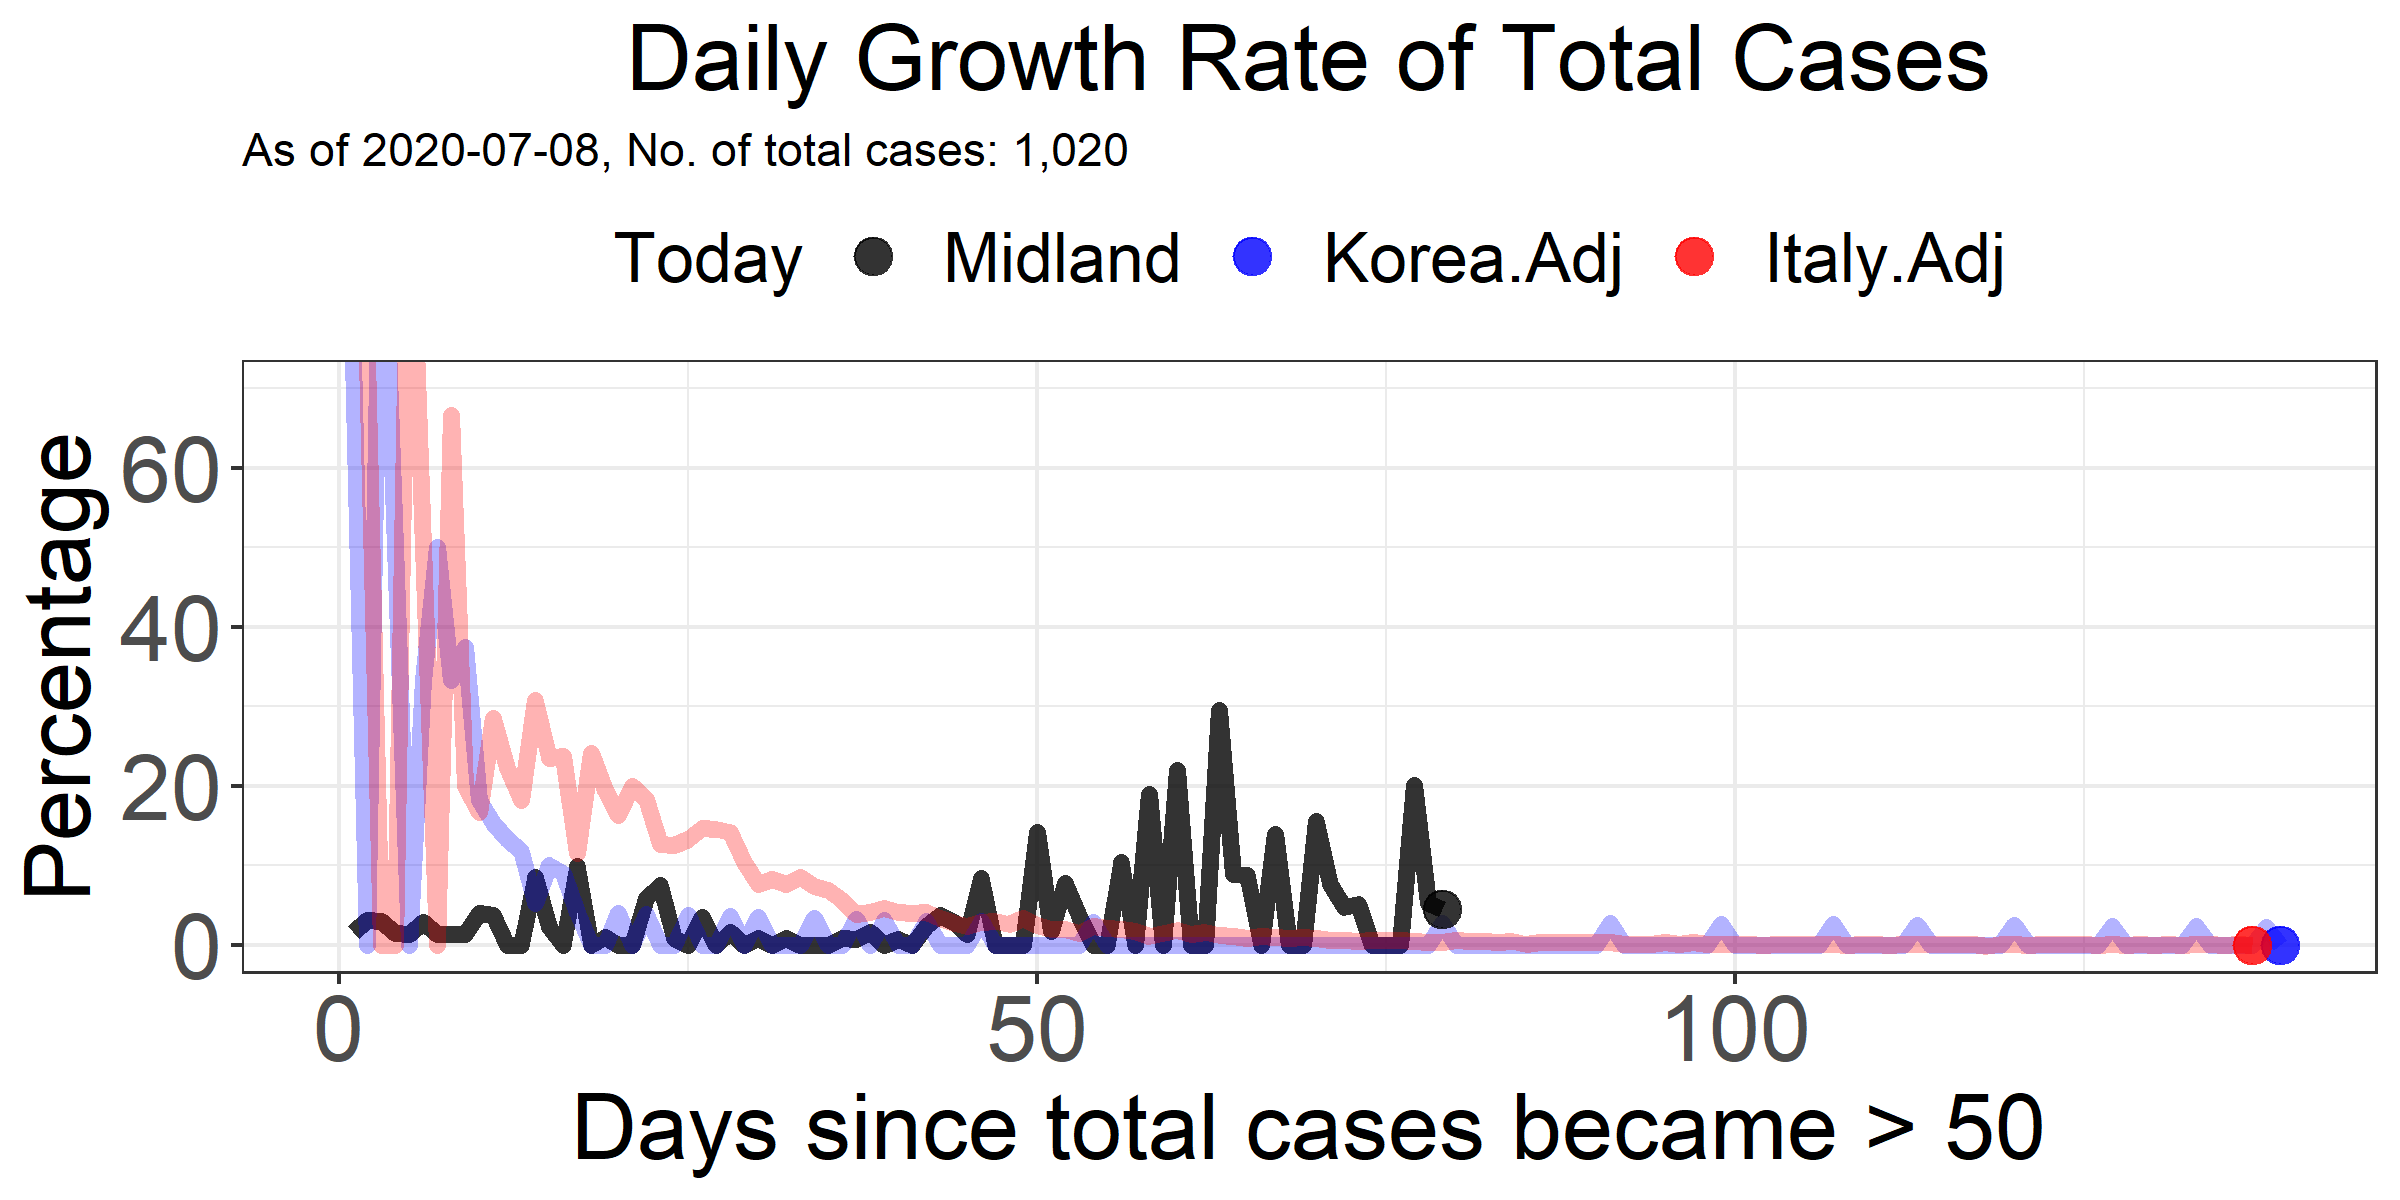 Daily Growth Rate of Total Cases
As of 2020-07-08, No. of total cases: 1,020
Today Midland Korea.Adj Italy.Adj
Percentage
60
40
20
0
0 50 100
Days since total cases became > 50